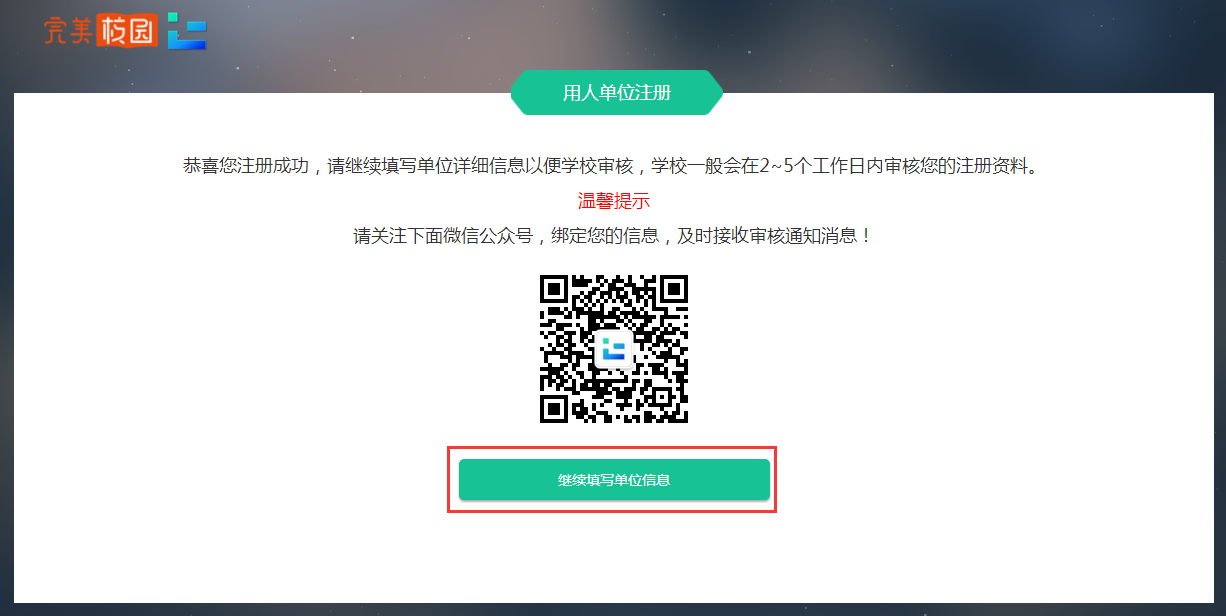 完美校园
用人单位注册
恭喜您注册成功，请继续填写单位详细信息以便学校审核，学校一般会在2~5个工作日内审核您的注册资料。
温馨提示
请关注下面微信公众号，绑定您的信息，及时接收审核通知消息！
继续填写单位信息